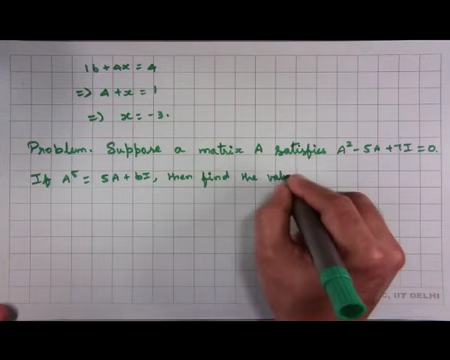 16 + 4x = 4
=> 4 + x = 1
=> x = -3.
Problem. Suppose a matrix A satisfies A² - 5A + 7I = 0.
If A⁵ = 5A + bI, then find the
C, IIT DELHI